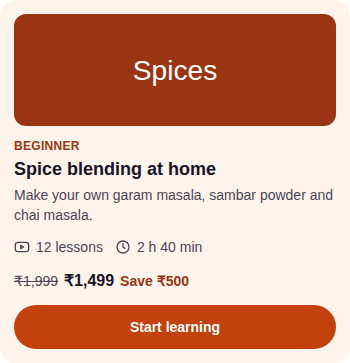 Spices
BEGINNER
Spice blending at home
Make your own garam masala, sambar powder and
chai masala.
12 lessons 2 h 40 min
₹1,999 ₹1,499 Save ₹500
Start learning